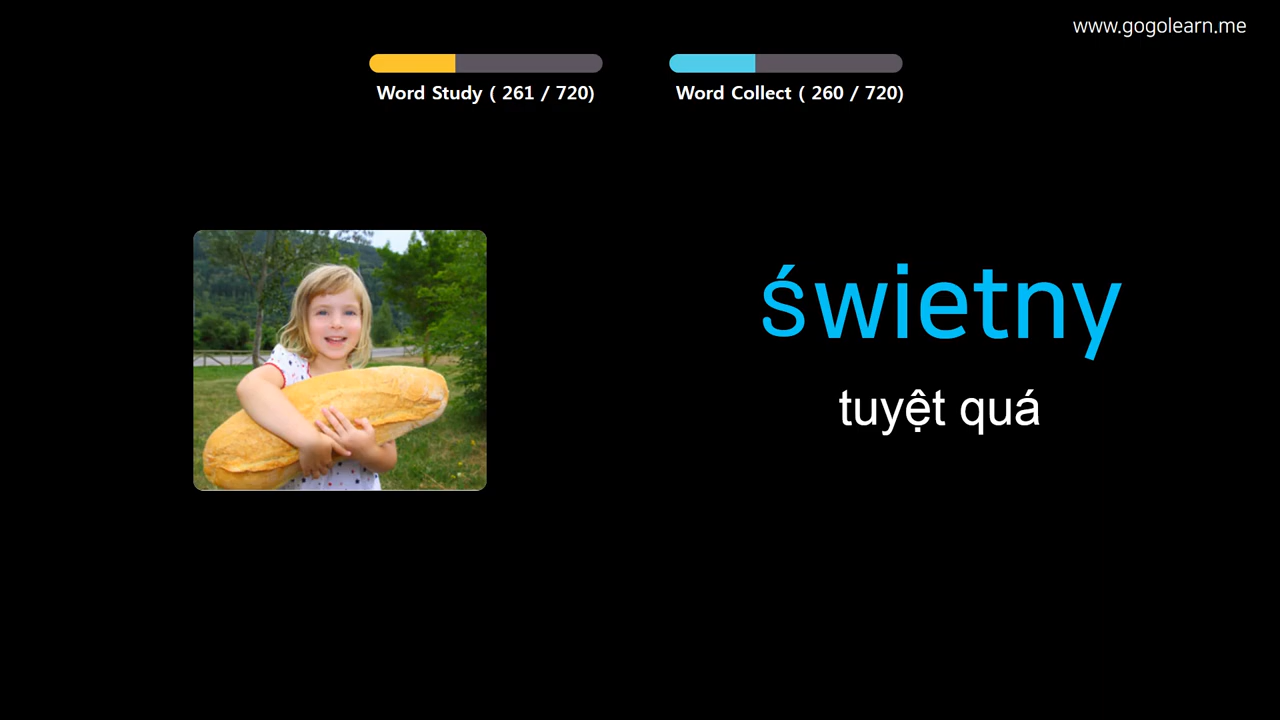 www.gogolearn.me
Word Study ( 261 / 720)
Word Collect ( 260 / 720)
świetny
tuyệt quá